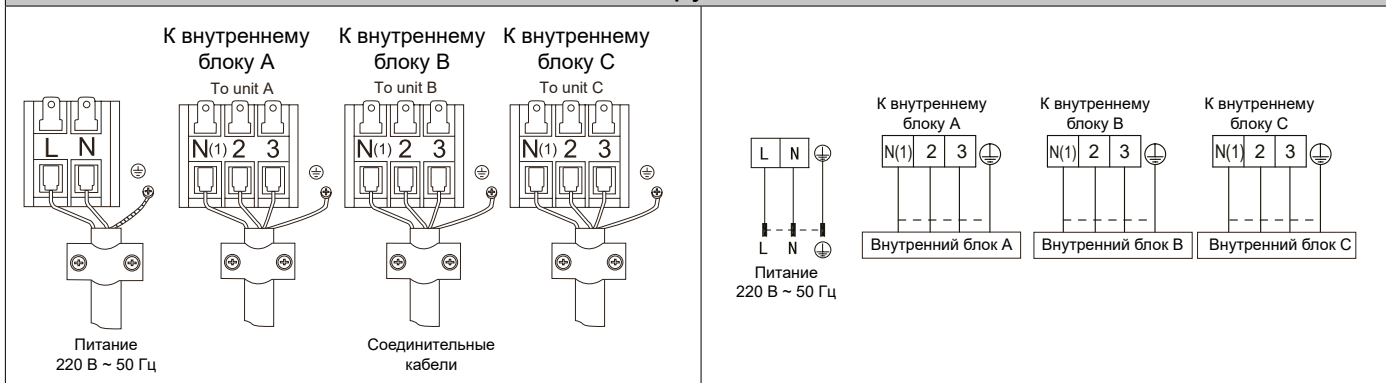 К внутреннему
блоку A
К внутреннему
блоку B
К внутреннему
блоку C
To unit A
To unit B
To unit C
L N
N(1) 2 3
N(1) 2 3
N(1) 2 3
Питание
220 В ~ 50 Гц
Соединительные
кабели
К внутреннему
блоку A
К внутреннему
блоку B
К внутреннему
блоку C
L N
N(1) 2 3
N(1) 2 3
N(1) 2 3
L N
Питание
220 В ~ 50 Гц
Внутренний блок A
Внутренний блок B
Внутренний блок C